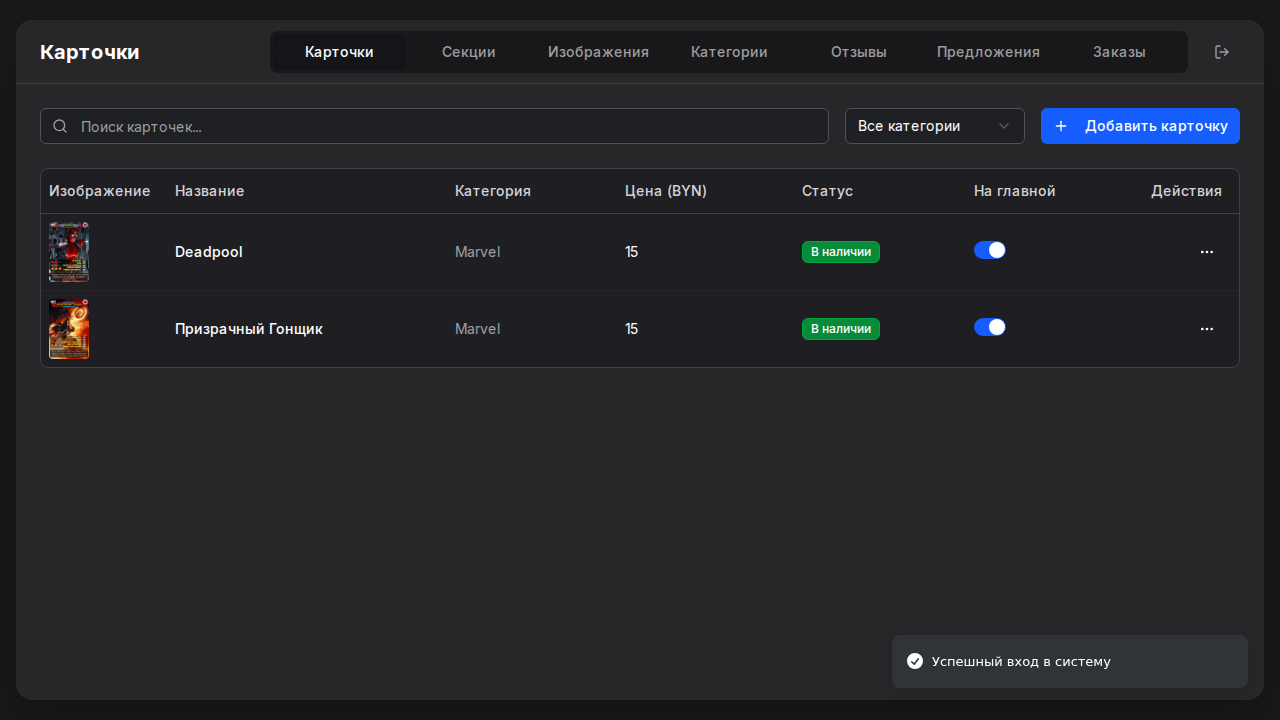 Карточки
Карточки Секции Изображения Категории Отзывы Предложения Заказы
Поиск карточек...
Все категории
Добавить карточку
Изображение Название Категория Цена (BYN) Статус На главной Действия
Deadpool Marvel 15 В наличии
Призрачный Гонщик Marvel 15 В наличии
Успешный вход в систему